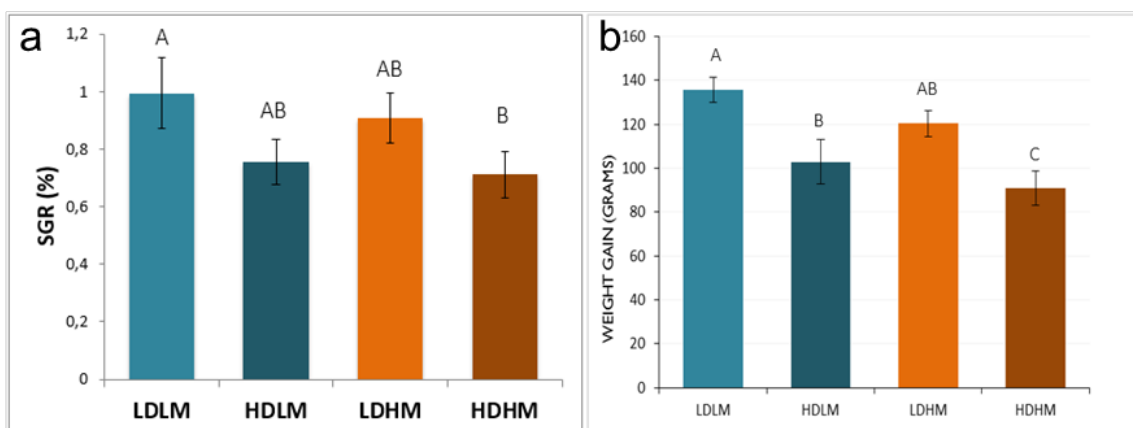 a
1,2
1
0,8
0,6
0,4
0,2
0
SGR (%)
A
AB
AB
B
LDLM HDLM LDHM HDHM
b
160
140
120
100
80
60
40
20
0
WEIGHT GAIN (GRAMS)
A
B
AB
C
LDLM HDLM LDHM HDHM